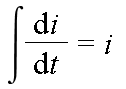 ∫ di/dt = i